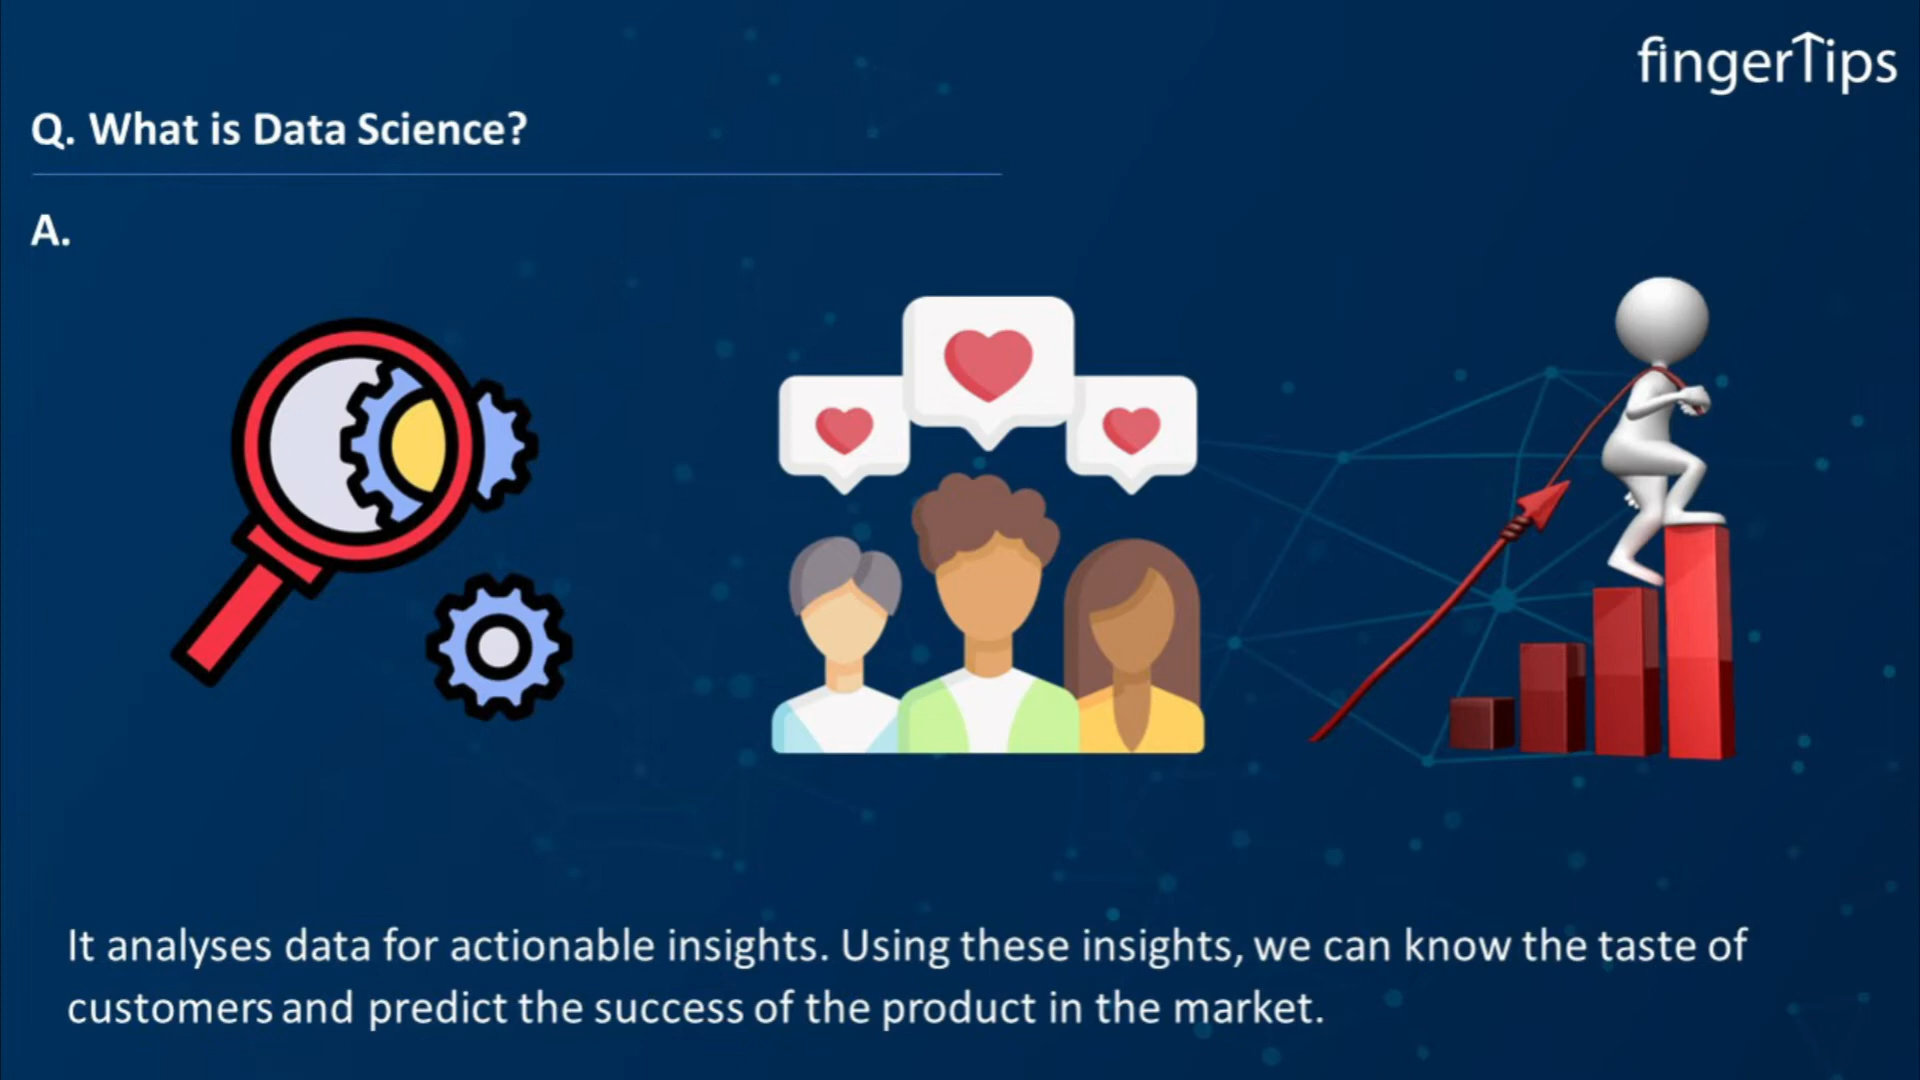 fingerTips
Q. What is Data Science?
A.
It analyses data for actionable insights. Using these insights, we can know the taste of
customers and predict the success of the product in the market.